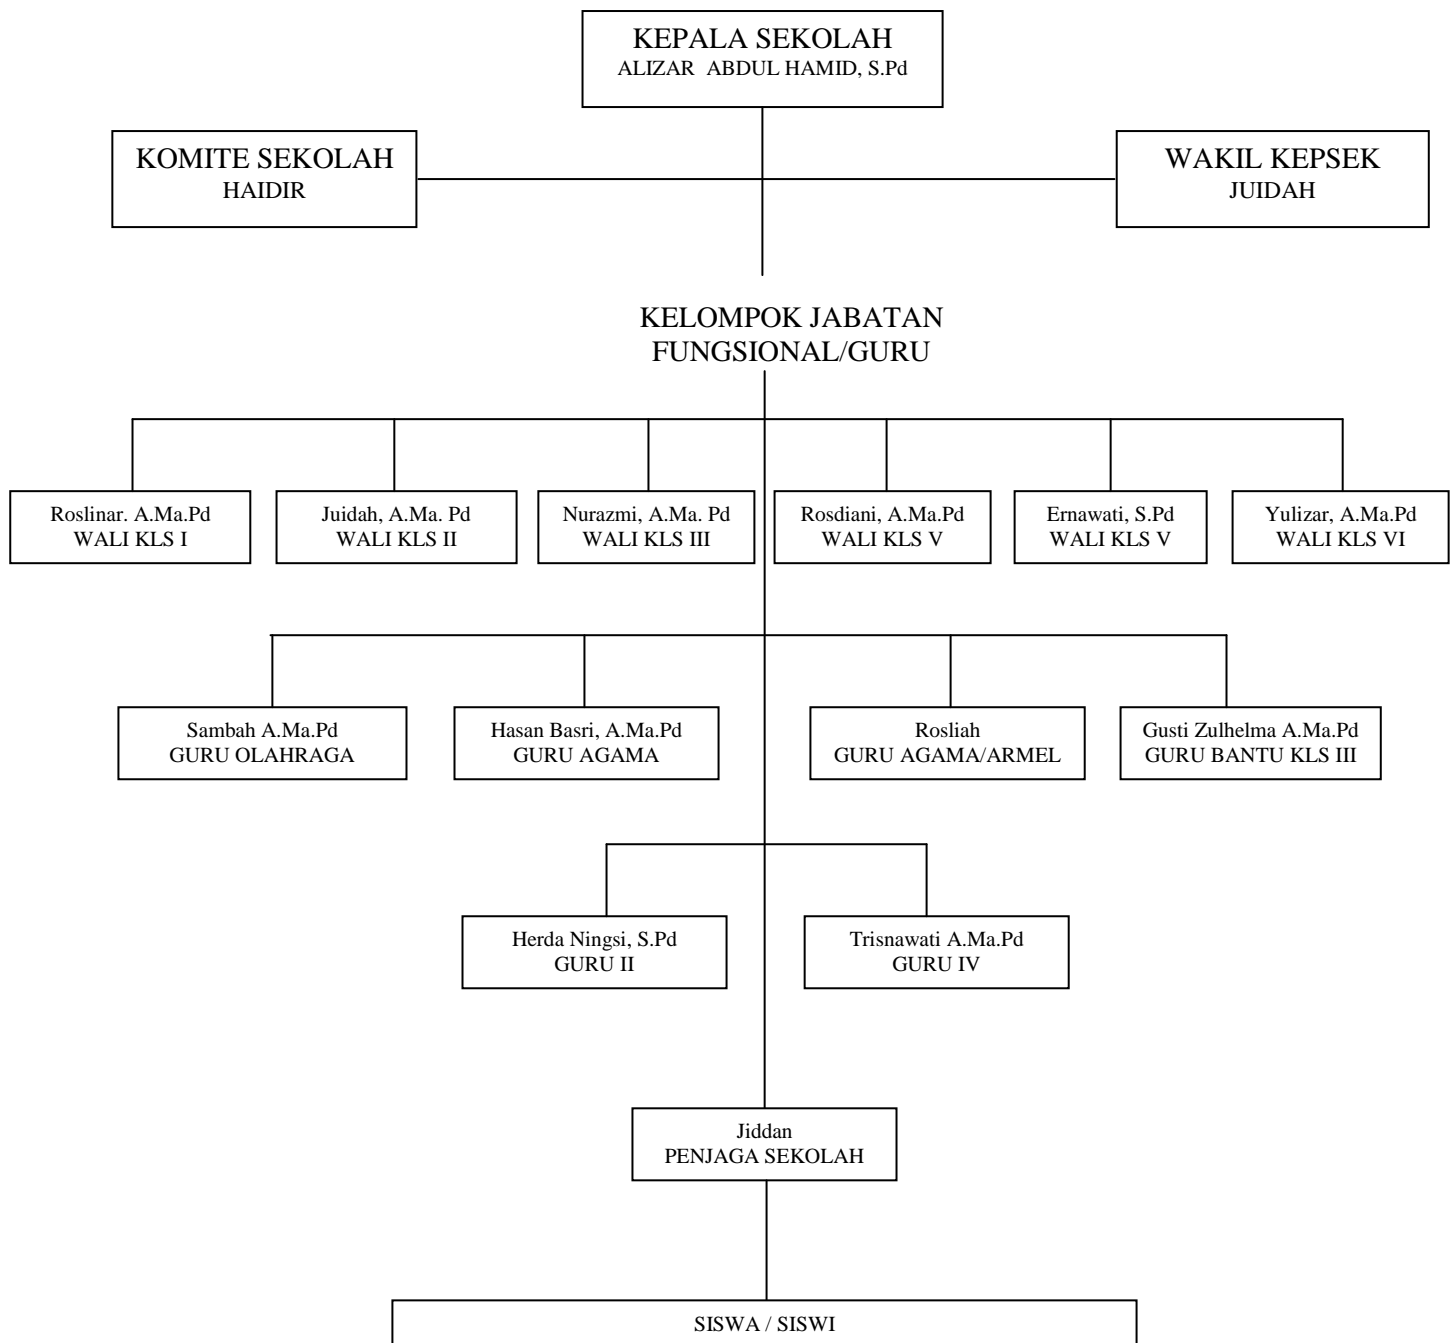 KEPALA SEKOLAH
ALIZAR ABDUL HAMID, S.Pd
KOMITE SEKOLAH
HAIDIR
WAKIL KEPSEK
JUIDAH
KELOMPOK JABATAN
FUNGSIONAL/GURU
Roslinar. A.Ma.Pd
WALI KLS I
Juidah, A.Ma. Pd
WALI KLS II
Nurazmi, A.Ma. Pd
WALI KLS III
Rosdiani, A.Ma.Pd
WALI KLS V
Ernawati, S.Pd
WALI KLS V
Yulizar, A.Ma.Pd
WALI KLS VI
Sambah A.Ma.Pd
GURU OLAHRAGA
Hasan Basri, A.Ma.Pd
GURU AGAMA
Rosliah
GURU AGAMA/ARMEL
Gusti Zulhelma A.Ma.Pd
GURU BANTU KLS III
Herda Ningsi, S.Pd
GURU II
Trisnawati A.Ma.Pd
GURU IV
Jiddan
PENJAGA SEKOLAH
SISWA / SISWI